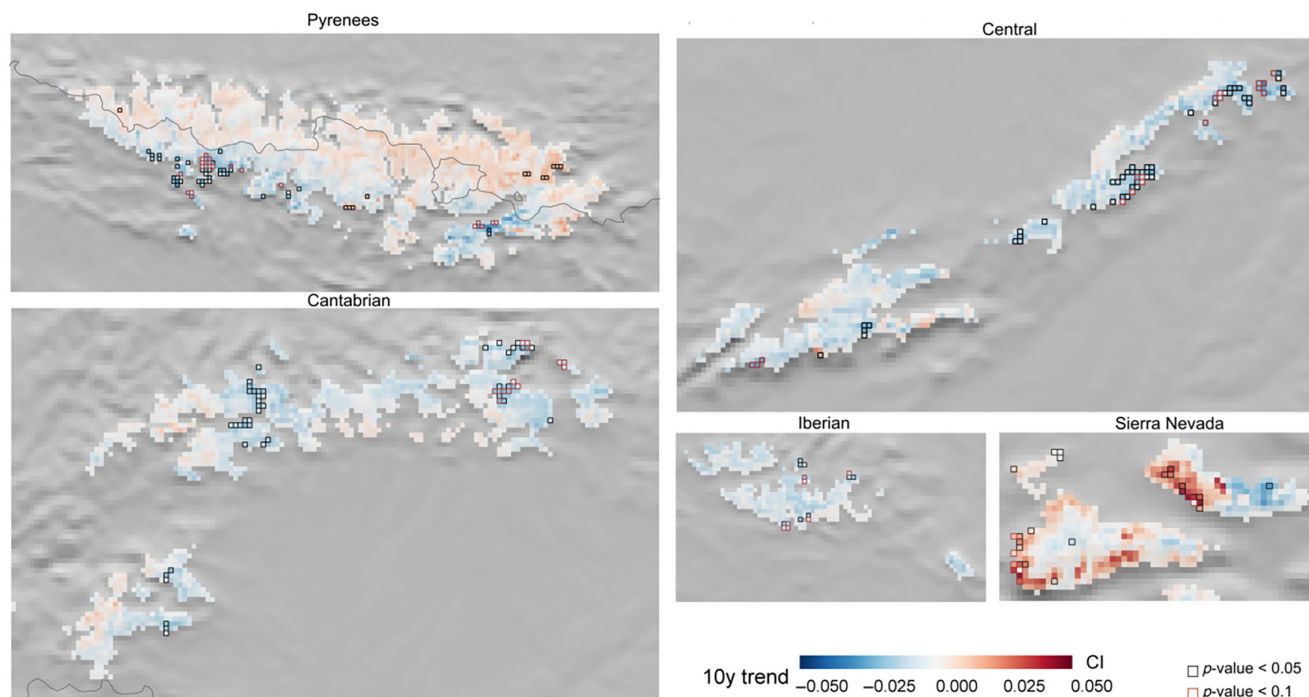 Pyrenees
Central
Cantabrian
Iberian
Sierra Nevada
10y trend
CI
−0.050 −0.025 0.000 0.025 0.050
p-value < 0.05
p-value < 0.1